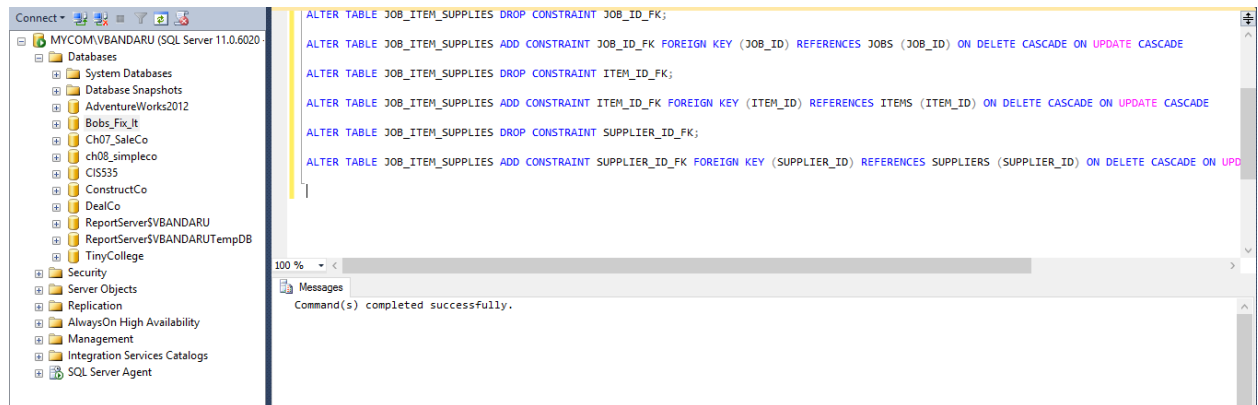 Connect
MYCOM\VBANDARU (SQL Server 11.0.6020 -
Databases
System Databases
Database Snapshots
AdventureWorks2012
Bobs_Fix_It
Ch07_SaleCo
ch08_simpleco
CIS535
ConstructCo
DealCo
ReportServer$VBANDARU
ReportServer$VBANDARUTempDB
TinyCollege
Security
Server Objects
Replication
AlwaysOn High Availability
Management
Integration Services Catalogs
SQL Server Agent
ALTER TABLE JOB_ITEM_SUPPLIES DROP CONSTRAINT JOB_ID_FK;
ALTER TABLE JOB_ITEM_SUPPLIES ADD CONSTRAINT JOB_ID_FK FOREIGN KEY (JOB_ID) REFERENCES JOBS (JOB_ID) ON DELETE CASCADE ON UPDATE CASCADE
ALTER TABLE JOB_ITEM_SUPPLIES DROP CONSTRAINT ITEM_ID_FK;
ALTER TABLE JOB_ITEM_SUPPLIES ADD CONSTRAINT ITEM_ID_FK FOREIGN KEY (ITEM_ID) REFERENCES ITEMS (ITEM_ID) ON DELETE CASCADE ON UPDATE CASCADE
ALTER TABLE JOB_ITEM_SUPPLIES DROP CONSTRAINT SUPPLIER_ID_FK;
ALTER TABLE JOB_ITEM_SUPPLIES ADD CONSTRAINT SUPPLIER_ID_FK FOREIGN KEY (SUPPLIER_ID) REFERENCES SUPPLIERS (SUPPLIER_ID) ON DELETE CASCADE ON UPD
100 %
Messages
Command(s) completed successfully.